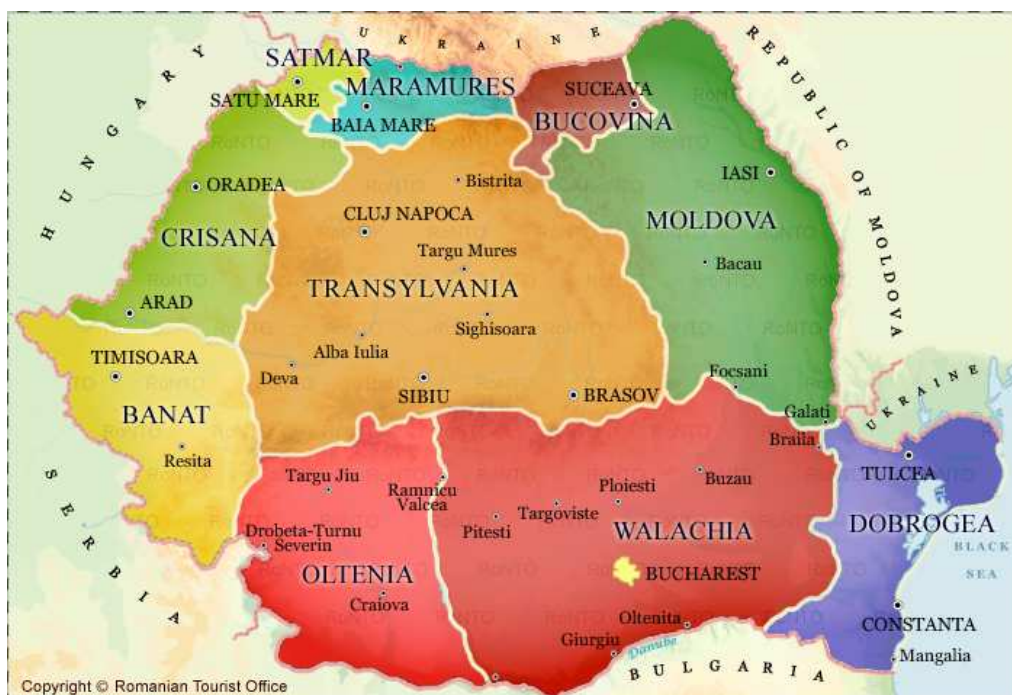 UKRAINE
HUNGARY
REPUBLIC OF MOLDOVA
SATMAR
SATU MARE
MARAMURES
BAIA MARE
SUCEAVA
BUCOVINA
ORADEA
CRISANA
ARAD
Bistrita
CLUJ NAPOCA
Targu Mures
TRANSYLVANIA
Sighisoara
Alba Iulia
Deva
SIBIU
BRASOV
IASI
MOLDOVA
Bacau
Focsani
Galati
Braila
UKRAINE
TIMISOARA
BANAT
Resita
SERBIA
Targu Jiu
Ramnicu
Valcea
Drobeta-Turnu
Severin
OLTENIA
Craiova
Pitesti
Targoviste
Ploiesti
Buzau
WALACHIA
BUCHAREST
Oltenita
Giurgiu
Danube
BULGARIA
TULCEA
DOBROGEA
BLACK
SEA
CONSTANTA
Mangalia
Copyright © Romanian Tourist Office